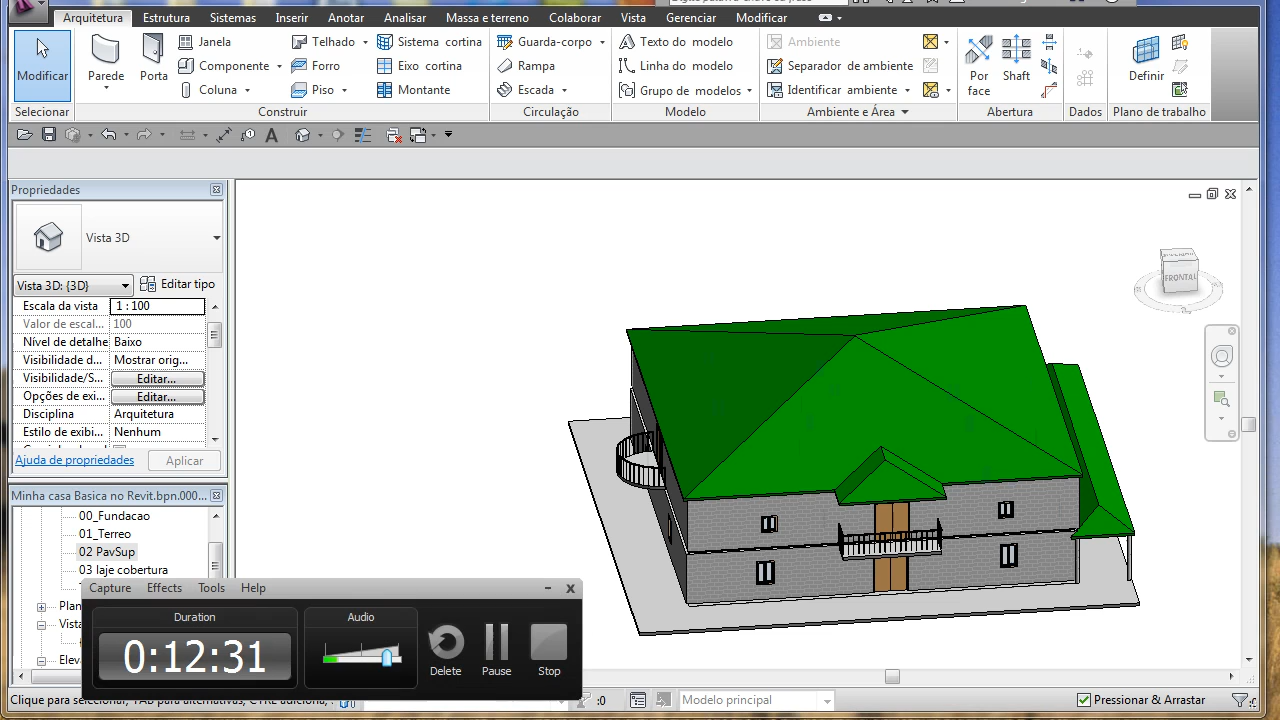 Arquitetura Estrutura Sistemas Inserir Anotar Analisar Massa e terreno Colaborar Vista Gerenciar Modificar
Modificar
Parede
Porta
Janela
Componente
Coluna
Telhado
Forro
Piso
Sistema cortina
Eixo cortina
Montante
Guarda-corpo
Rampa
Escada
Texto do modelo
Linha do modelo
Grupo de modelos
Ambiente
Separador de ambiente
Identificar ambiente
Por face
Shaft
Definir
Selecionar Construir Circulação Modelo Ambiente e Área Abertura Dados Plano de trabalho
A
Propriedades
Vista 3D
Vista 3D: {3D} Editar tipo
Escala da vista 1 : 100
Valor de escal... 100
Nivel de detalhe Baixo
Visibilidade d... Mostrar orig...
Visibilidade/S... Editar...
Opções de exi... Editar...
Disciplina Arquitetura
Estilo de exibi... Nenhum
Ajuda de propriedades Aplicar
Minha casa Basica no Revit.bpn.000...
00_Fundacao
01_Terreo
02 PavSup
03 laje cobertura
Plan
Vista
Eleva
FRONTAL
Capture Effects Tools Help
Duration
0:12:31
Audio
Delete Pause Stop
:0
Modelo principal
Pressionar & Arrastar